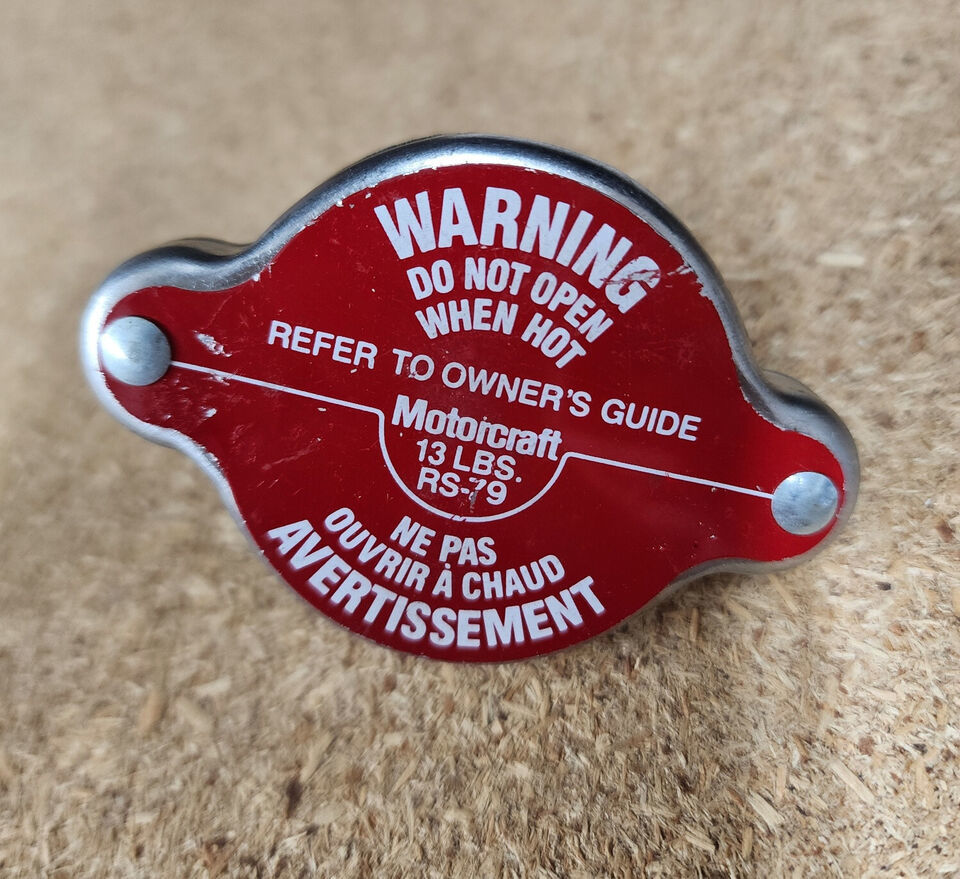 WARNING
DO NOT OPEN
WHEN HOT
REFER TO OWNER'S GUIDE
Motorcraft
13 LBS.
RS-79
NE PAS
OUVRIR À CHAUD
AVERTISSEMENT